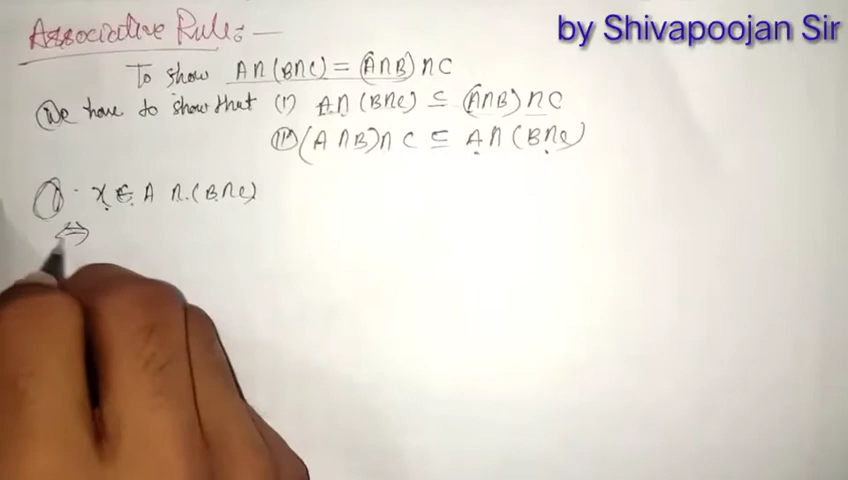 by Shivapoojan Sir
Associative Rule:-
To show A∩(B∩C) = (A∩B)∩C
We have to show that (i) A∩(B∩C) ⊆ (A∩B)∩C
(ii) (A∩B)∩C ⊆ A∩(B∩C)
(i) x ∈ A∩(B∩C)
⇔